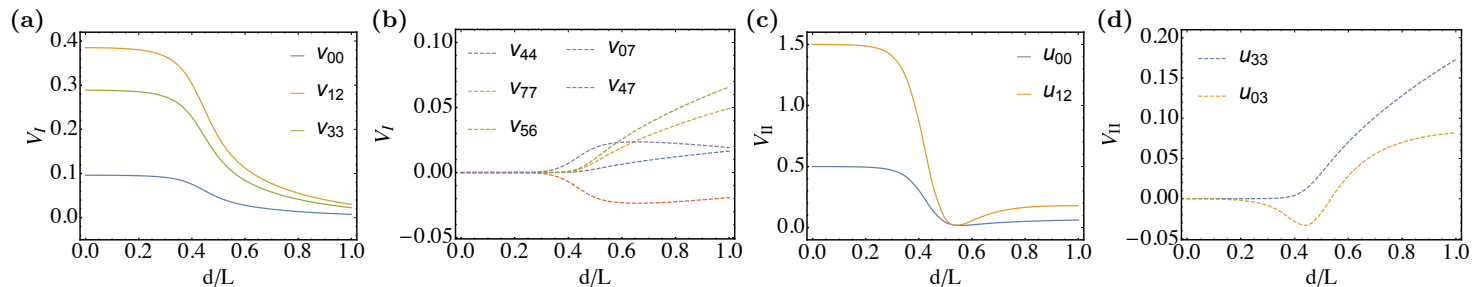 (a)
V_I
0.4
0.3
0.2
0.1
0.0
v_00
v_12
v_33
0.0 0.2 0.4 0.6 0.8 1.0
d/L
(b)
V_I
0.10
0.05
0.00
−0.05
v_44 v_07
v_77 v_47
v_56
0.0 0.2 0.4 0.6 0.8 1.0
d/L
(c)
V_II
1.5
1.0
0.5
0.0
u_00
u_12
0.0 0.2 0.4 0.6 0.8 1.0
d/L
(d)
V_II
0.20
0.15
0.10
0.05
0.00
−0.05
u_33
u_03
0.0 0.2 0.4 0.6 0.8 1.0
d/L